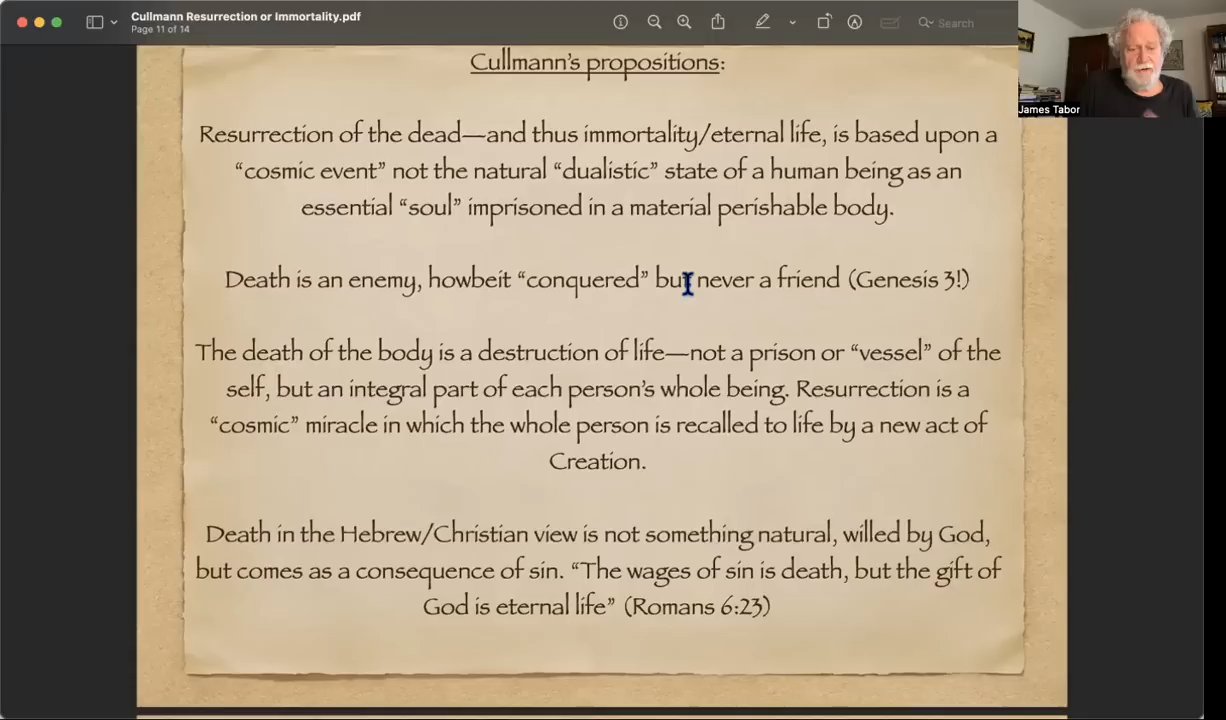 Cullmann Resurrection or Immortality.pdf
Page 11 of 14
Search
James Tabor
Cullmann's propositions:
Resurrection of the dead—and thus immortality/eternal life, is based upon a
“cosmic event” not the natural “dualistic” state of a human being as an
essential “soul” imprisoned in a material perishable body.
Death is an enemy, howbeit “conquered” but never a friend (Genesis 3!)
The death of the body is a destruction of life—not a prison or “vessel” of the
self, but an integral part of each person's whole being. Resurrection is a
“cosmic” miracle in which the whole person is recalled to life by a new act of
Creation.
Death in the Hebrew/Christian view is not something natural, willed by God,
but comes as a consequence of sin. “The wages of sin is death, but the gift of
God is eternal life” (Romans 6:23)